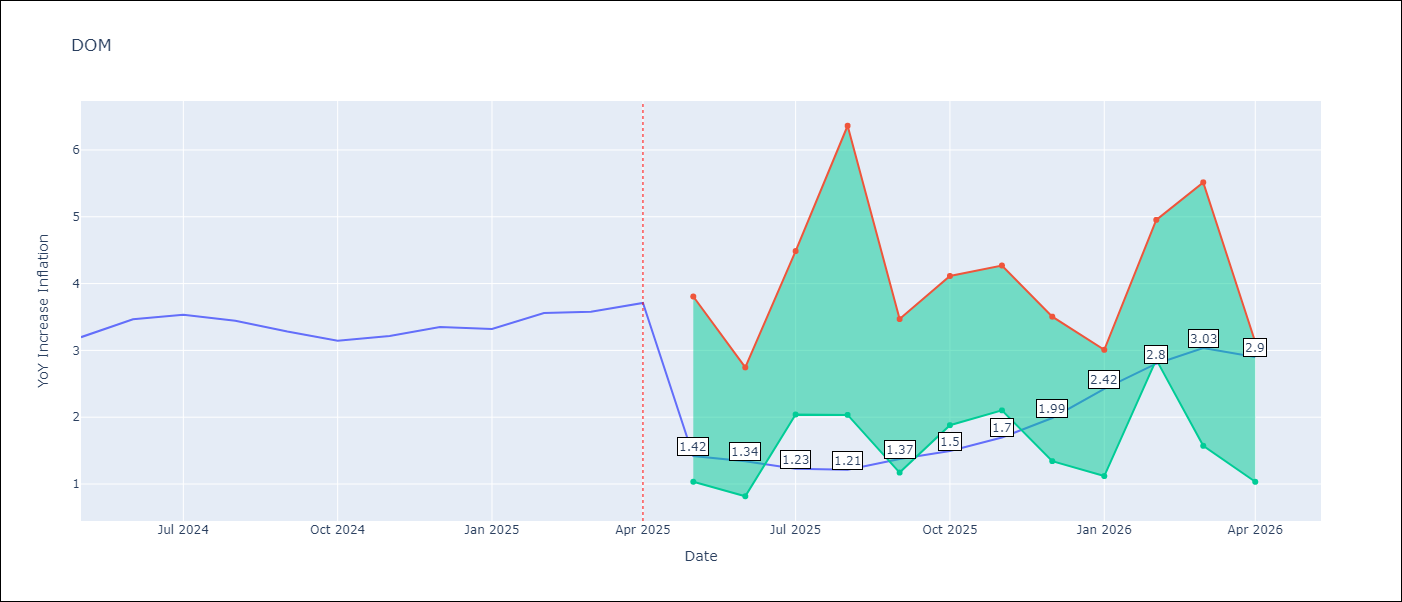 DOM
YoY Increase Inflation
6
5
4
3
2
1
1.42
1.34
1.23
1.21
1.37
1.5
1.7
1.99
2.42
2.8
3.03
2.9
Jul 2024
Oct 2024
Jan 2025
Apr 2025
Jul 2025
Oct 2025
Jan 2026
Apr 2026
Date